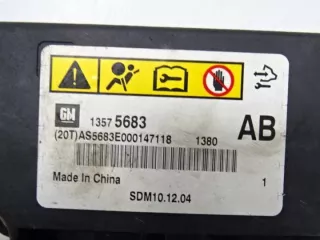 GM 1357 5683
(20T)AS5683E000147118 1380
AB
Made In China 1
SDM10.12.04